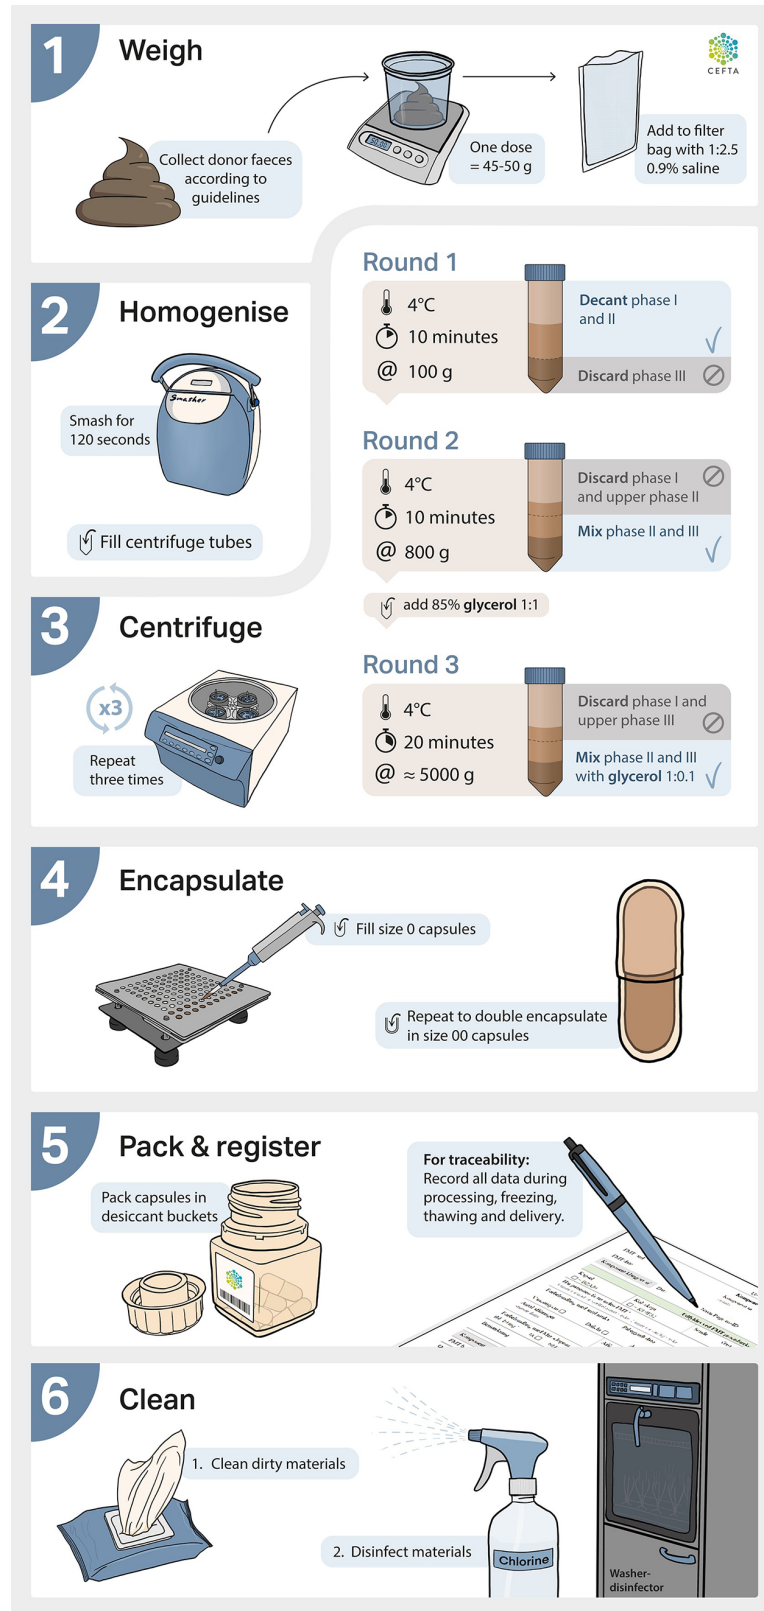 1
Weigh
CEFTA
Collect donor faeces
according to
guidelines
One dose
= 45-50 g
Add to filter
bag with 1:2.5
0.9% saline
2
Homogenise
Smasher
Smash for
120 seconds
Fill centrifuge tubes
3
Centrifuge
x3
Repeat
three times
Round 1
4°C
10 minutes
@ 100 g
Decant phase I
and II
Discard phase III
Round 2
4°C
10 minutes
@ 800 g
Discard phase I
and upper phase II
Mix phase II and III
add 85% glycerol 1:1
Round 3
4°C
20 minutes
@ ≈ 5000 g
Discard phase I and
upper phase III
Mix phase II and III
with glycerol 1:0.1
4
Encapsulate
Fill size 0 capsules
Repeat to double encapsulate
in size 00 capsules
5
Pack & register
Pack capsules in
desiccant buckets
For traceability:
Record all data during
processing, freezing,
thawing and delivery.
6
Clean
1. Clean dirty materials
2. Disinfect materials
Chlorine
Washer-
disinfector